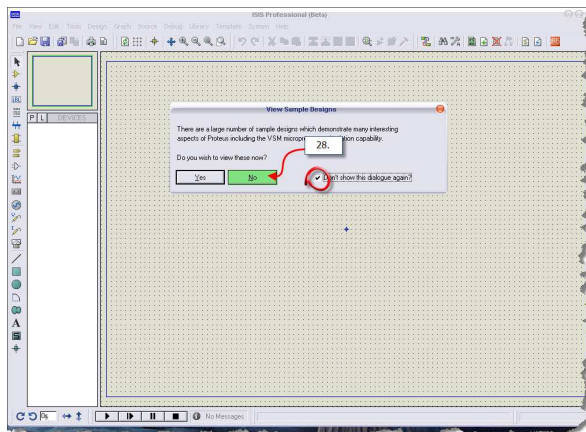 ISIS Professional (Beta)
File View Edit Tools Design Graph Source Debug Library Template System Help
LBL
P L DEVICES
View Sample Designs
There are a large number of sample designs which demonstrate many interesting
aspects of Proteus including the VSM
28.
capability.
Do you wish to view these now?
Yes
No
Don't show this dialogue again?
A
No Messages